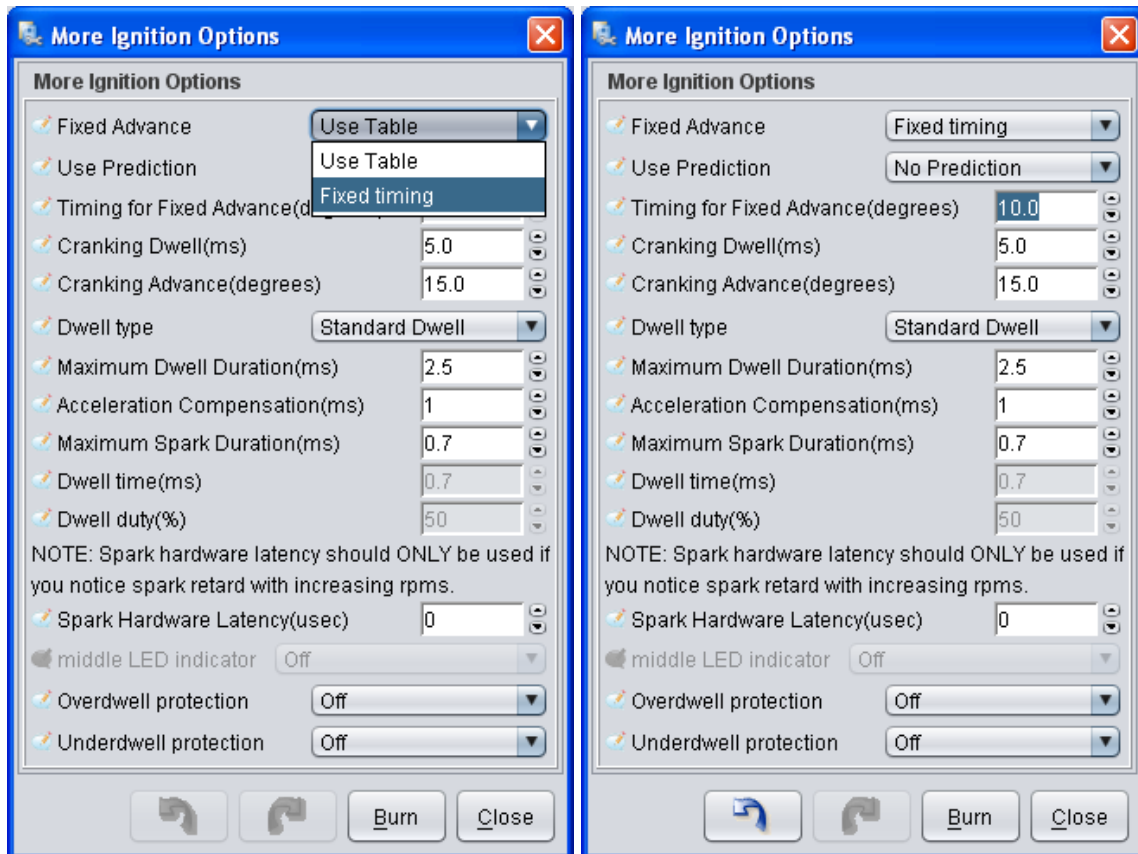 More Ignition Options
More Ignition Options
Fixed Advance Use Table
Use Table
Fixed timing
Use Prediction
Timing for Fixed Advance(d
Cranking Dwell(ms) 5.0
Cranking Advance(degrees) 15.0
Dwell type Standard Dwell
Maximum Dwell Duration(ms) 2.5
Acceleration Compensation(ms) 1
Maximum Spark Duration(ms) 0.7
Dwell time(ms) 0.7
Dwell duty(%) 50
NOTE: Spark hardware latency should ONLY be used if
you notice spark retard with increasing rpms.
Spark Hardware Latency(usec) 0
middle LED indicator Off
Overdwell protection Off
Underdwell protection Off
Burn Close
More Ignition Options
More Ignition Options
Fixed Advance Fixed timing
Use Prediction No Prediction
Timing for Fixed Advance(degrees) 10.0
Cranking Dwell(ms) 5.0
Cranking Advance(degrees) 15.0
Dwell type Standard Dwell
Maximum Dwell Duration(ms) 2.5
Acceleration Compensation(ms) 1
Maximum Spark Duration(ms) 0.7
Dwell time(ms) 0.7
Dwell duty(%) 50
NOTE: Spark hardware latency should ONLY be used if
you notice spark retard with increasing rpms.
Spark Hardware Latency(usec) 0
middle LED indicator Off
Overdwell protection Off
Underdwell protection Off
Burn Close